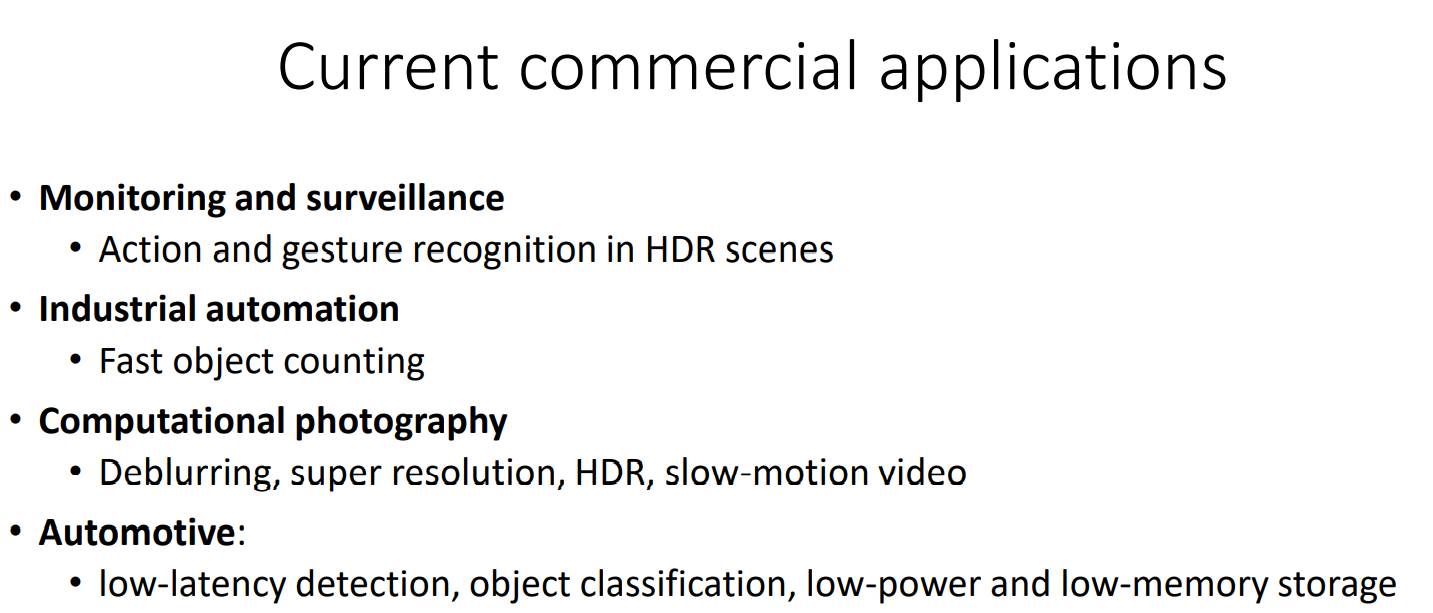 Current commercial applications
• Monitoring and surveillance
• Action and gesture recognition in HDR scenes
• Industrial automation
• Fast object counting
• Computational photography
• Deblurring, super resolution, HDR, slow-motion video
• Automotive:
• low-latency detection, object classification, low-power and low-memory storage